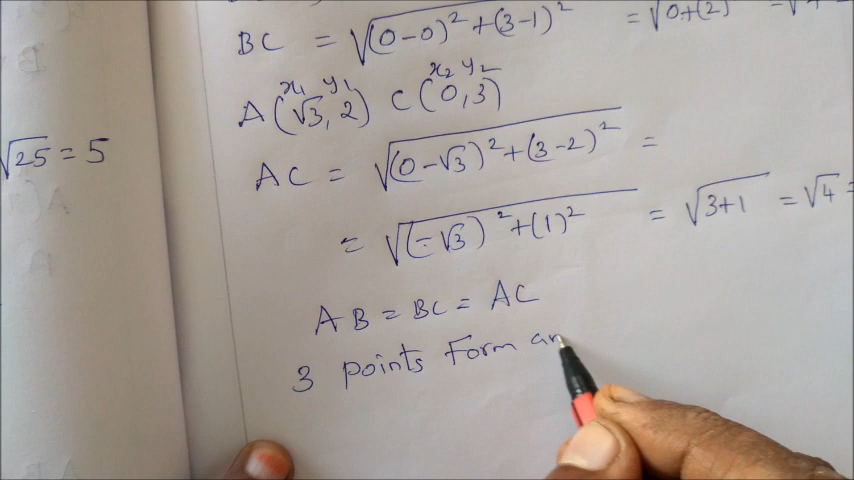 BC = √(0-0)² + (3-1)² = √0+(2)
x₁ y₁ x₂ y₂
A(√3, 2) C(0,3)
√25 = 5
AC = √(0-√3)² + (3-2)² =
= √(-√3)² + (1)² = √3+1 = √4 =
AB = BC = AC
3 points Form an